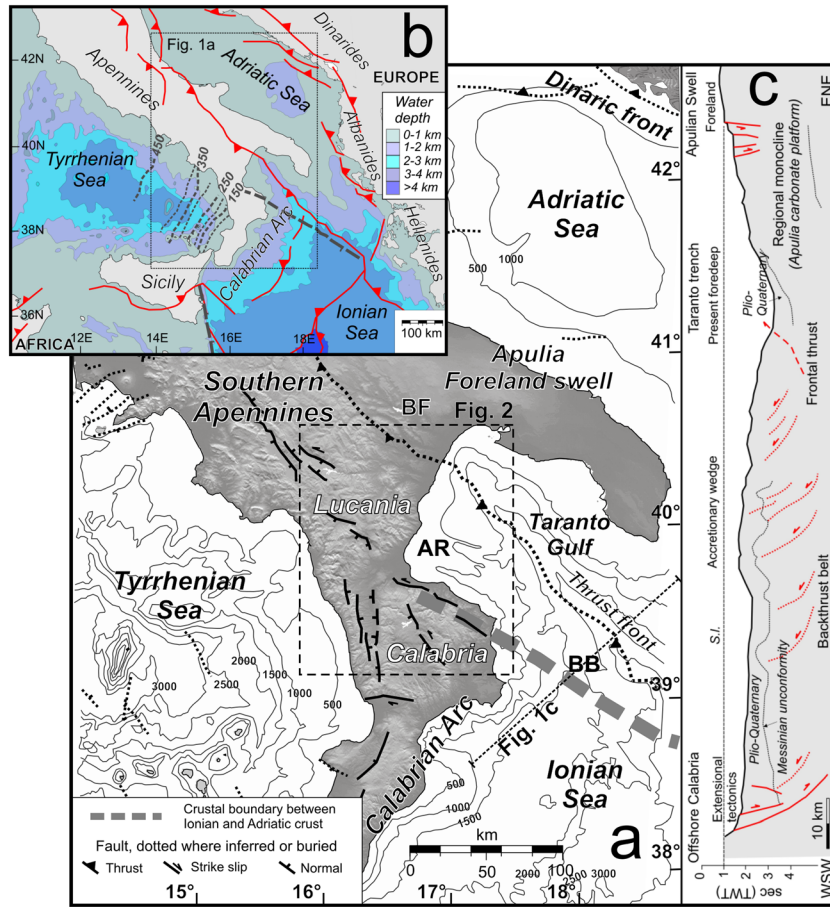 b
42N
40N
38N
36N
12E
14E
16E
18E
Fig. 1a
Apennines
Adriatic Sea
Dinarides
EUROPE
Water
depth
0-1 km
1-2 km
2-3 km
3-4 km
>4 km
Albanides
Hellenides
Tyrrhenian
Sea
450
350
250
150
Calabrian Arc
Sicily
Ionian
Sea
AFRICA
100 km
Dinaric front
42°
Adriatic
Sea
500
1000
41°
Apulia
Foreland swell
Southern
Apennines
BF
Fig. 2
Lucania
40°
AR
Taranto
Gulf
Thrust front
Tyrrhenian
Sea
2000
1500
1000
500
2500
3000
Calabria
BB
39°
Fig. 1c
Calabrian Arc
500
1000
1500
Ionian
Sea
a
Crustal boundary between
Ionian and Adriatic crust
Fault, dotted where inferred or buried
Thrust
Strike slip
Normal
km
100
50
0
50
100
2000
2500
3000
38°
15°
16°
17°
18°
c
Apulian Swell
Foreland
ENE
Regional monocline
(Apulia carbonate platform)
Taranto trench
Present foredeep
Plio-
Quaternary
Frontal thrust
Accretionary wedge
S.l.
Backthrust belt
Plio-Quaternary
Messinian unconformity
Offshore Calabria
Extensional
tectonics
10 km
0
1
2
3
4
sec (TWT)
WSW